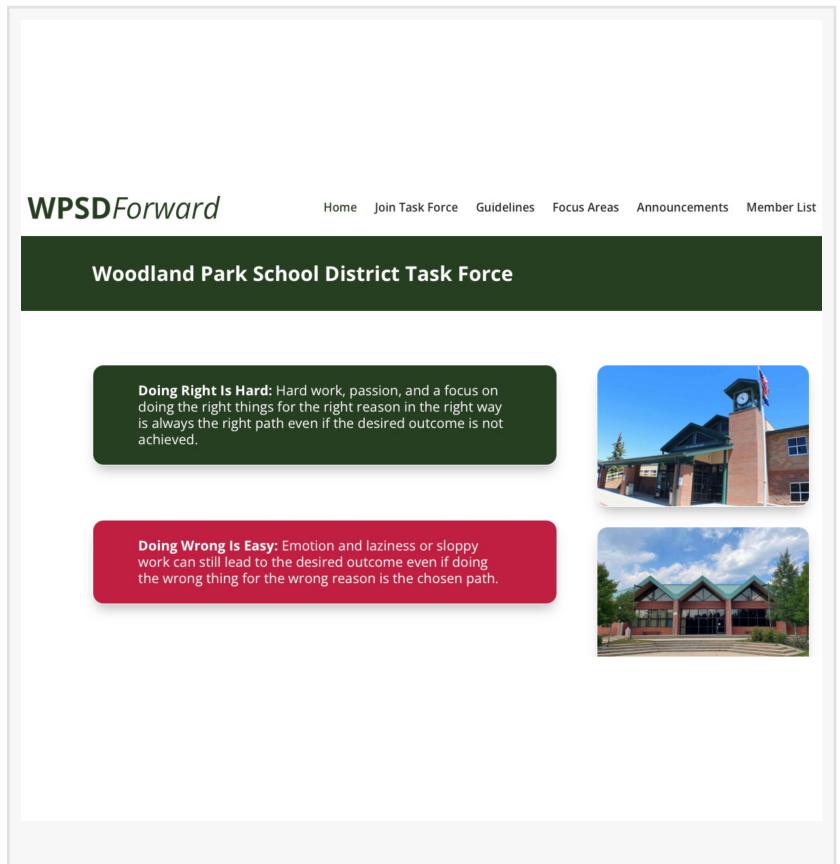 WPSDForward
Home Join Task Force Guidelines Focus Areas Announcements Member List
Woodland Park School District Task Force
Doing Right Is Hard: Hard work, passion, and a focus on
doing the right things for the right reason in the right way
is always the right path even if the desired outcome is not
achieved.
Doing Wrong Is Easy: Emotion and laziness or sloppy
work can still lead to the desired outcome even if doing
the wrong thing for the wrong reason is the chosen path.